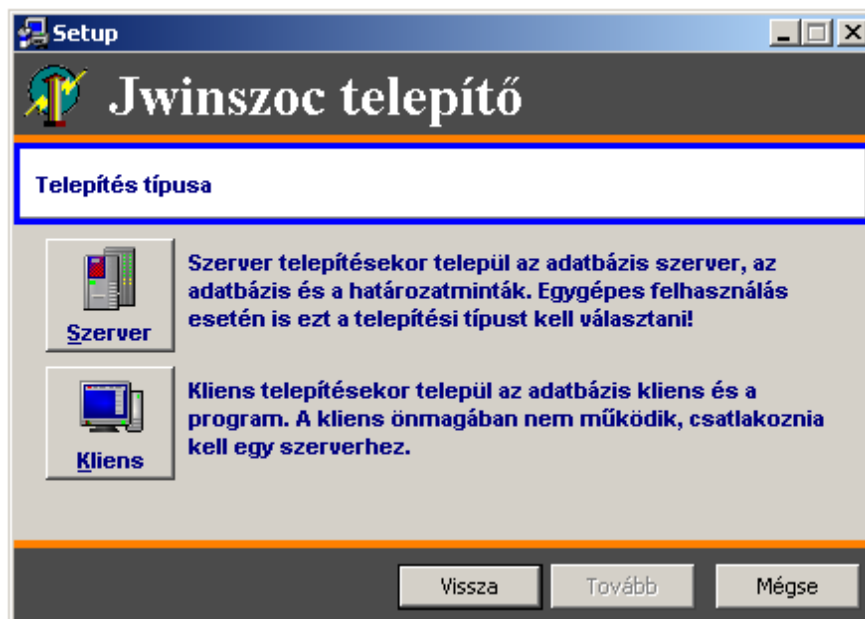 Setup
Jwinszoc telepítő
Telepítés típusa
Szerver
Szerver telepítésekor települ az adatbázis szerver, az
adatbázis és a határozatminták. Egygépes felhasználás
esetén is ezt a telepítési típust kell választani!
Kliens
Kliens telepítésekor települ az adatbázis kliens és a
program. A kliens önmagában nem működik, csatlakoznia
kell egy szerverhez.
Vissza
Tovább
Mégse